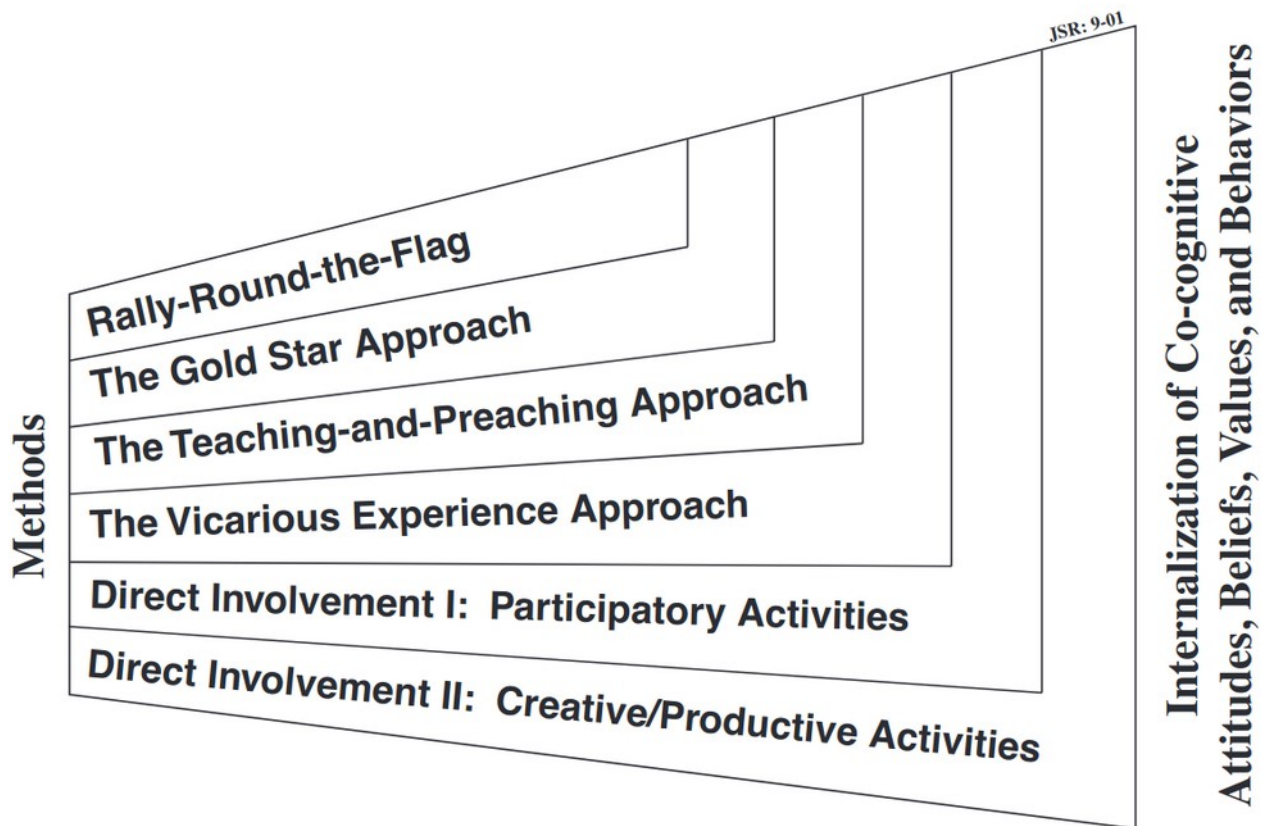 JSR: 9-01
Methods
Rally-Round-the-Flag
The Gold Star Approach
The Teaching-and-Preaching Approach
The Vicarious Experience Approach
Direct Involvement I: Participatory Activities
Direct Involvement II: Creative/Productive Activities
Internalization of Co-cognitive
Attitudes, Beliefs, Values, and Behaviors